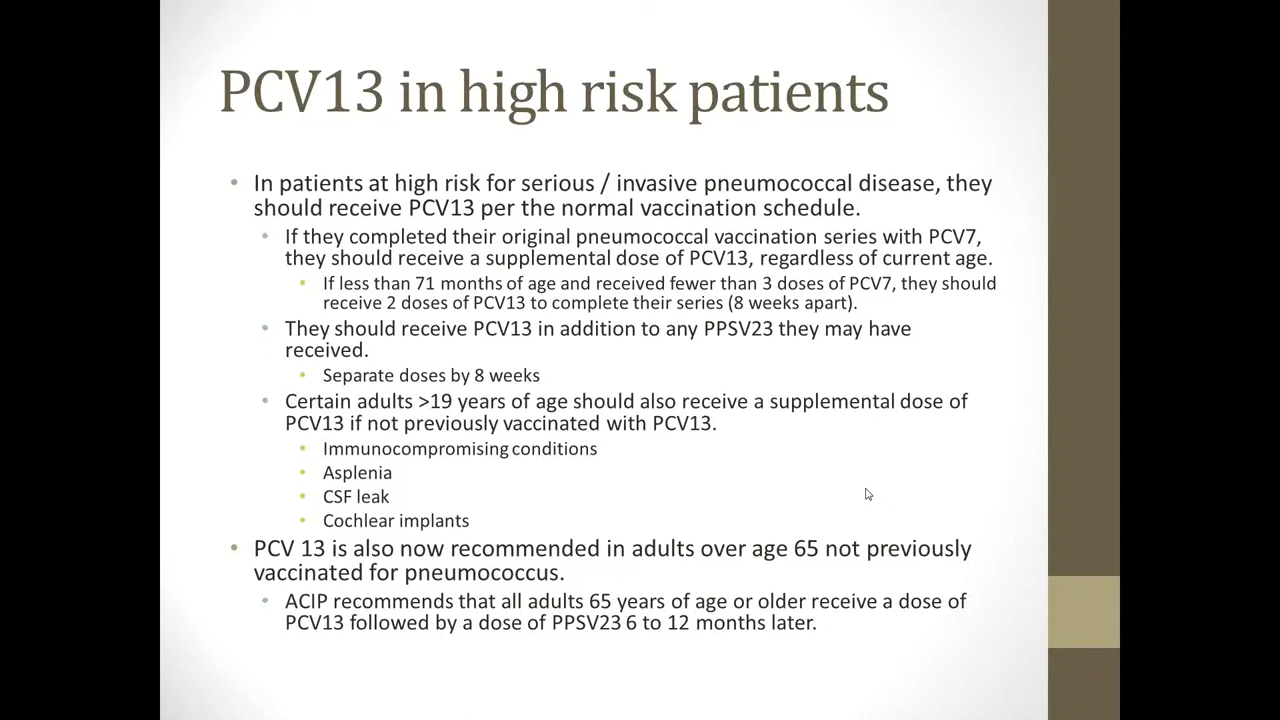 PCV13 in high risk patients
• In patients at high risk for serious / invasive pneumococcal disease, they
should receive PCV13 per the normal vaccination schedule.
• If they completed their original pneumococcal vaccination series with PCV7,
they should receive a supplemental dose of PCV13, regardless of current age.
• If less than 71 months of age and received fewer than 3 doses of PCV7, they should
receive 2 doses of PCV13 to complete their series (8 weeks apart).
• They should receive PCV13 in addition to any PPSV23 they may have
received.
• Separate doses by 8 weeks
• Certain adults >19 years of age should also receive a supplemental dose of
PCV13 if not previously vaccinated with PCV13.
• Immunocompromising conditions
• Asplenia
• CSF leak
• Cochlear implants
• PCV 13 is also now recommended in adults over age 65 not previously
vaccinated for pneumococcus.
• ACIP recommends that all adults 65 years of age or older receive a dose of
PCV13 followed by a dose of PPSV23 6 to 12 months later.